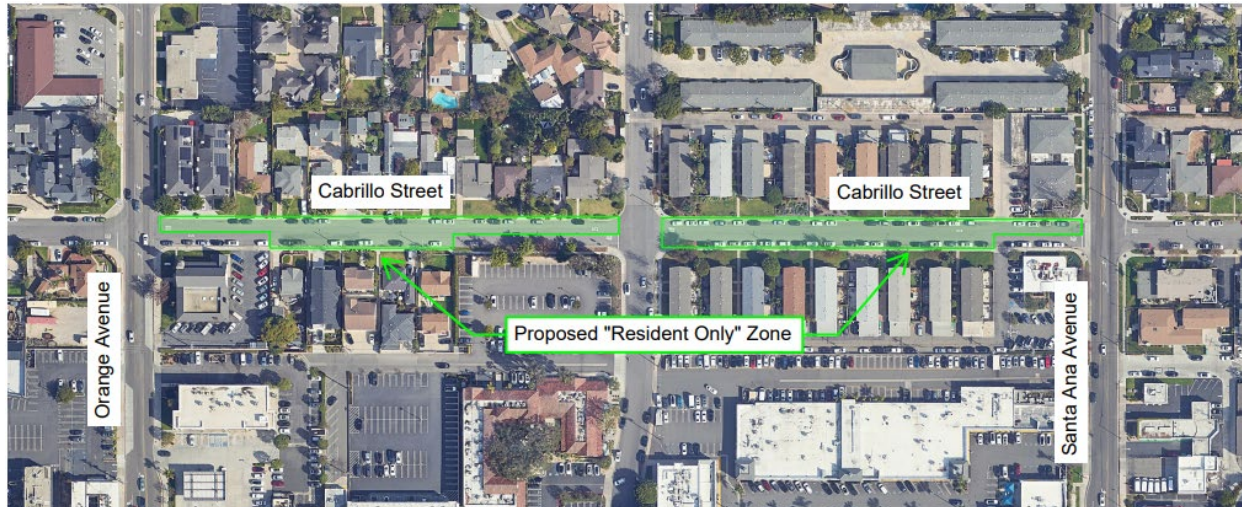 Cabrillo Street
Cabrillo Street
Proposed "Resident Only" Zone
Orange Avenue
Santa Ana Avenue